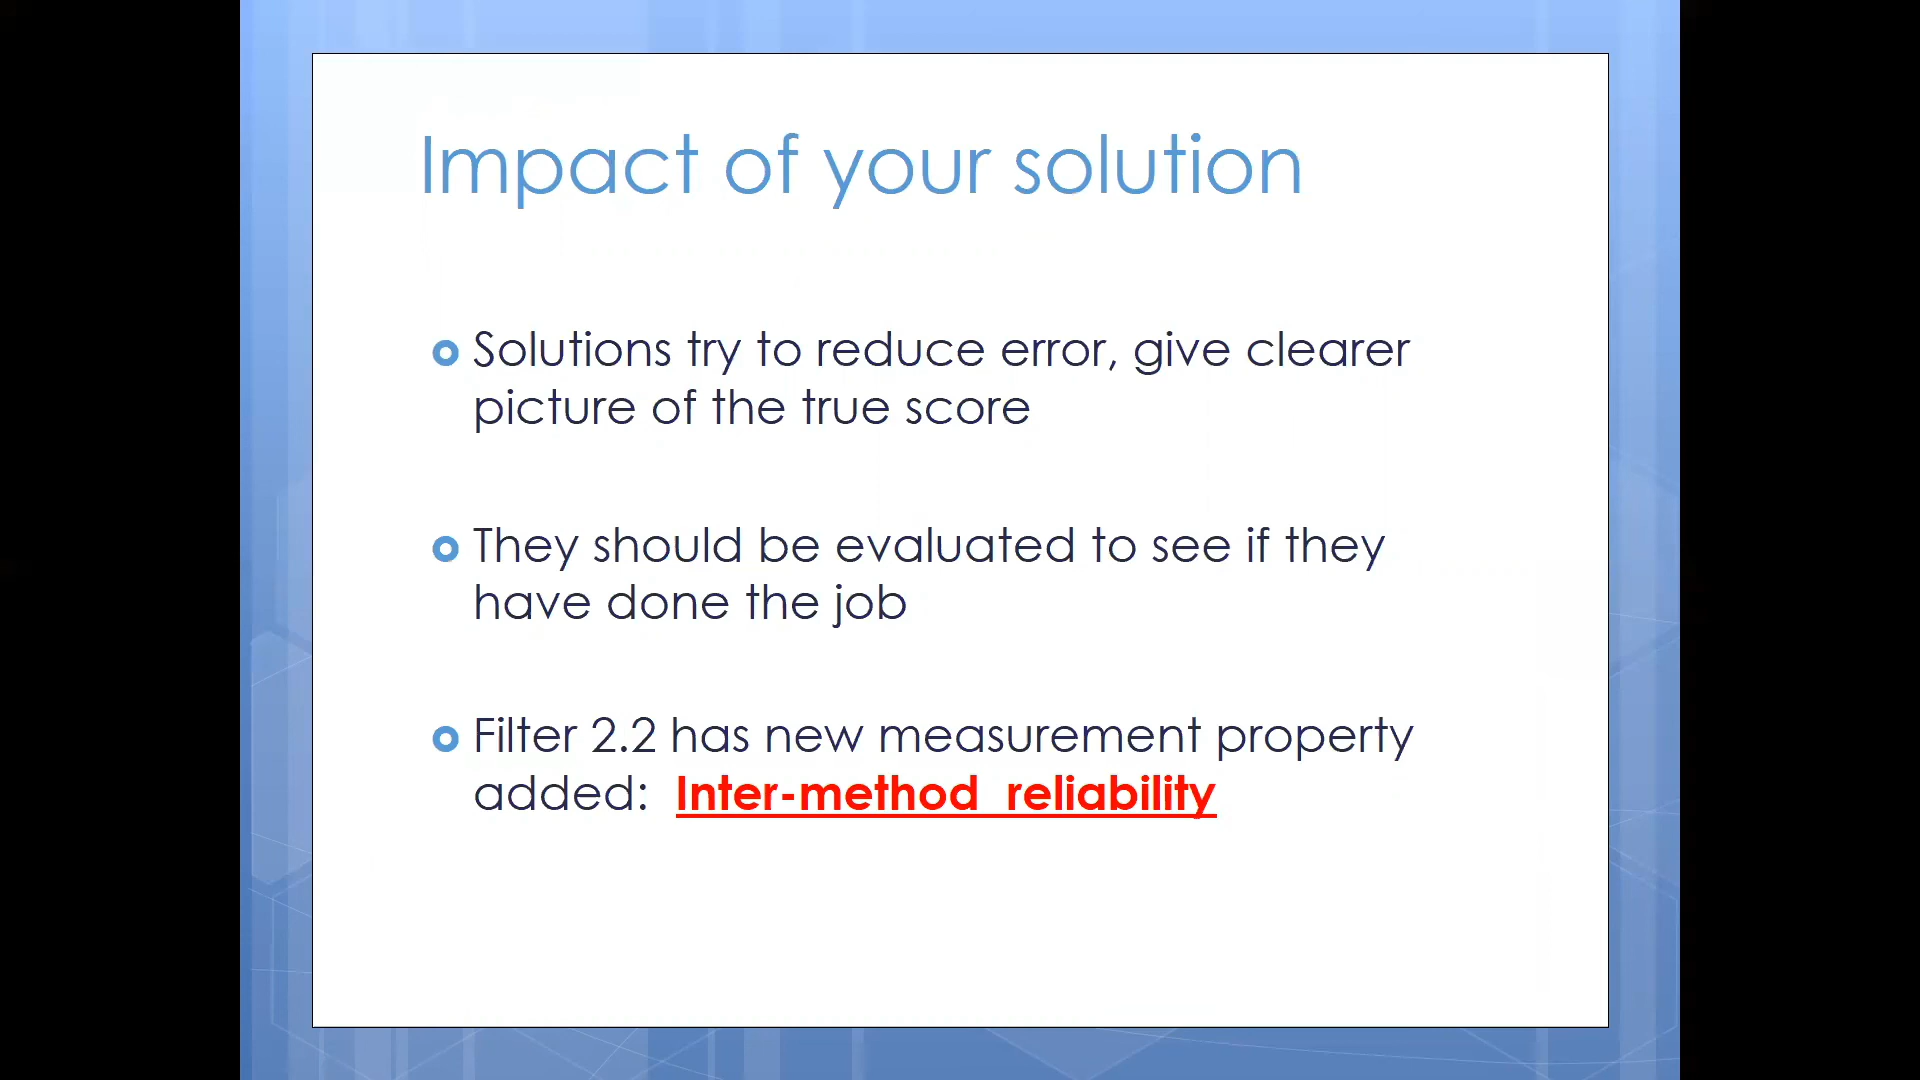 Impact of your solution
Solutions try to reduce error, give clearer
picture of the true score
They should be evaluated to see if they
have done the job
Filter 2.2 has new measurement property
added: Inter-method reliability